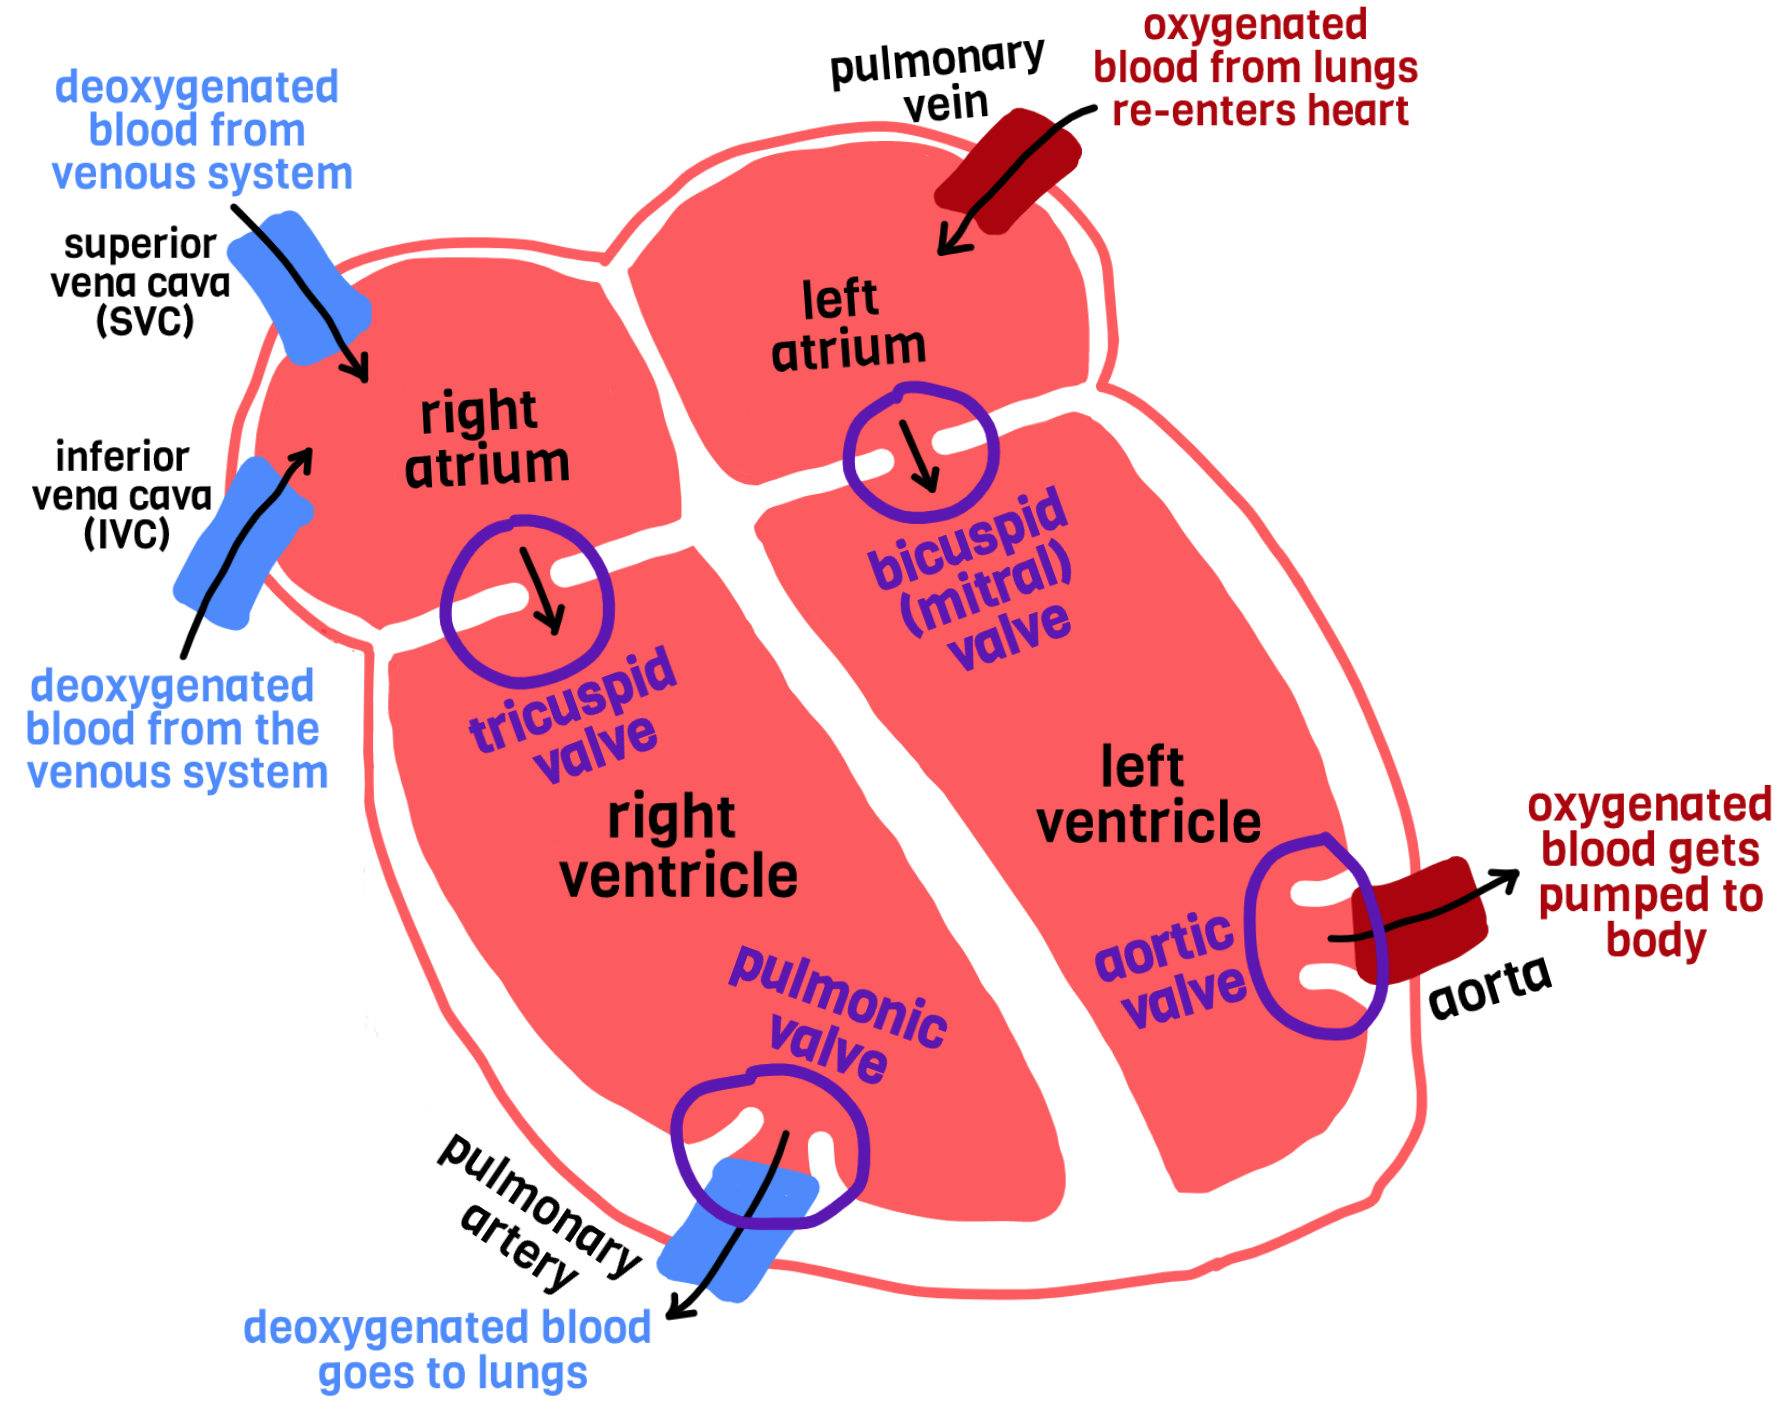 deoxygenated
blood from
venous system
superior
vena cava
(SVC)
inferior
vena cava
(IVC)
deoxygenated
blood from the
venous system
pulmonary
vein
oxygenated
blood from lungs
re-enters heart
left
atrium
right
atrium
bicuspid
(mitral)
valve
tricuspid
valve
right
ventricle
left
ventricle
pulmonic
valve
aortic
valve
oxygenated
blood gets
pumped to
body
aorta
pulmonary
artery
deoxygenated blood
goes to lungs